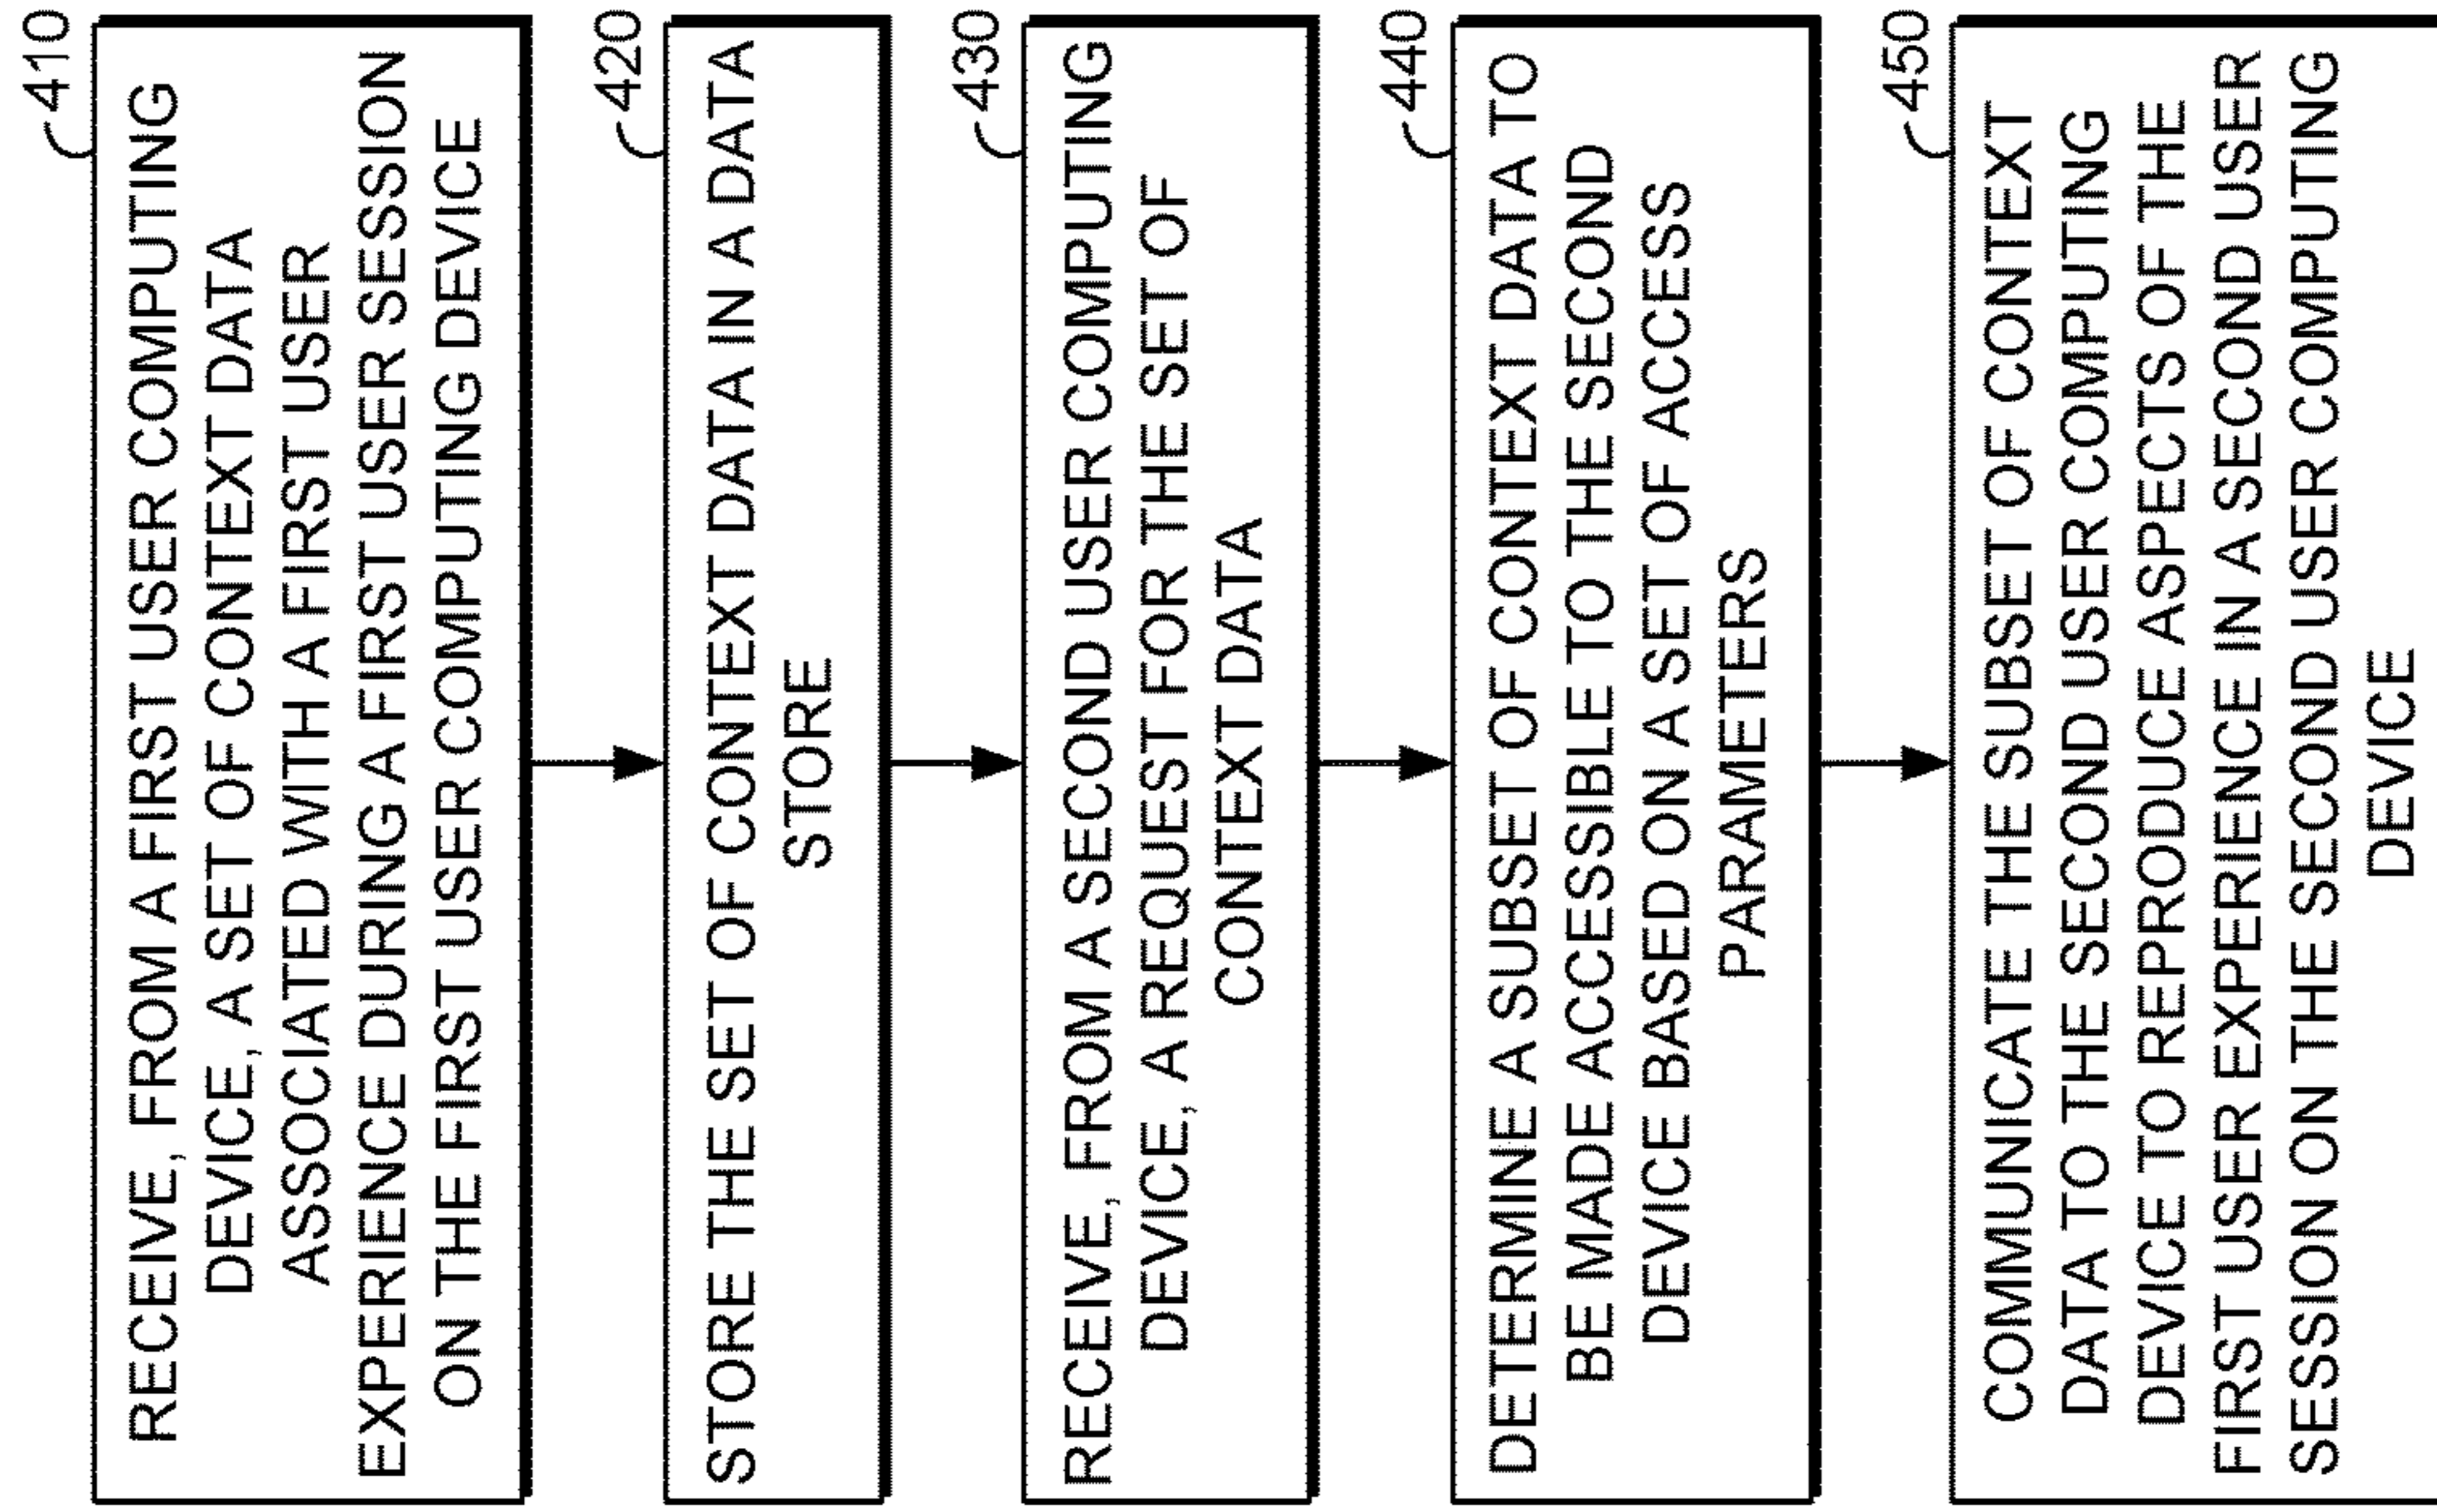 410
RECEIVE, FROM A FIRST USER COMPUTING
DEVICE, A SET OF CONTEXT DATA
ASSOCIATED WITH A FIRST USER
EXPERIENCE DURING A FIRST USER SESSION
ON THE FIRST USER COMPUTING DEVICE
420
STORE THE SET OF CONTEXT DATA IN A DATA
STORE
430
RECEIVE, FROM A SECOND USER COMPUTING
DEVICE, A REQUEST FOR THE SET OF
CONTEXT DATA
440
DETERMINE A SUBSET OF CONTEXT DATA TO
BE MADE ACCESSIBLE TO THE SECOND
DEVICE BASED ON A SET OF ACCESS
PARAMETERS
450
COMMUNICATE THE SUBSET OF CONTEXT
DATA TO THE SECOND USER COMPUTING
DEVICE TO REPRODUCE ASPECTS OF THE
FIRST USER EXPERIENCE IN A SECOND USER
SESSION ON THE SECOND USER COMPUTING
DEVICE